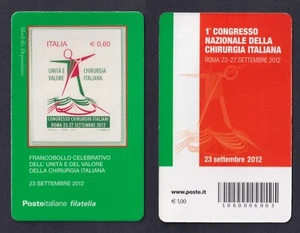 Modello Depositato
ITALIA € 0,60
UNITÀ E CHIRURGIA
VALORE ITALIANA
CONGRESSO CHIRURGHI ITALIANI
ROMA 23-27 SETTEMBRE 2012
FRANCOBOLLO CELEBRATIVO
DELL' UNITÀ E DEL VALORE
DELLA CHIRURGIA ITALIANA
23 SETTEMBRE 2012
Posteitaliane filatelia
1° CONGRESSO
NAZIONALE DELLA
CHIRURGIA ITALIANA
ROMA 23-27 SETTEMBRE 2012
23 settembre 2012
www.poste.it
€ 1,00